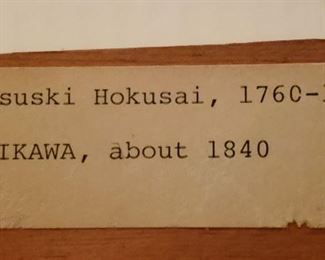 suski Hokusai, 1760-
IKAWA, about 1840